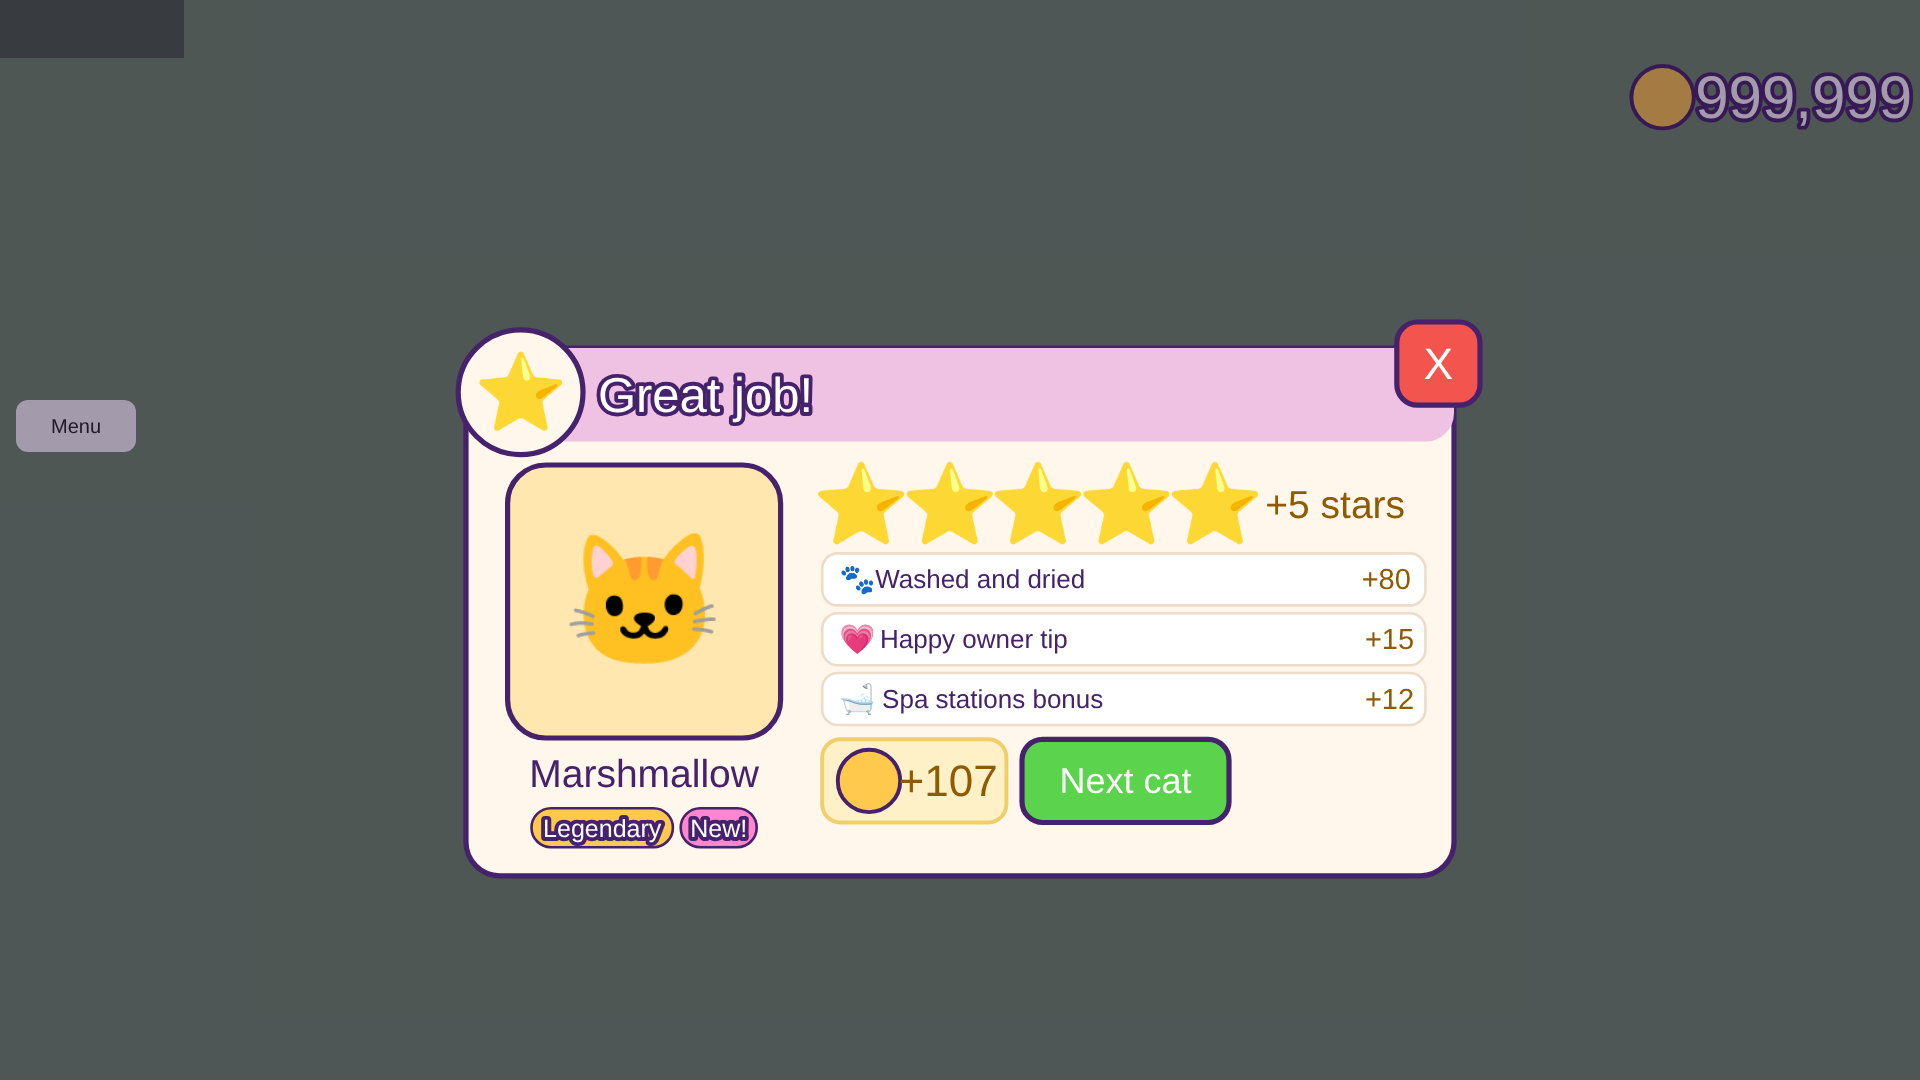 999,999
Menu
Great job!
X
+5 stars
Washed and dried +80
Happy owner tip +15
Spa stations bonus +12
Marshmallow
Legendary New!
+107
Next cat